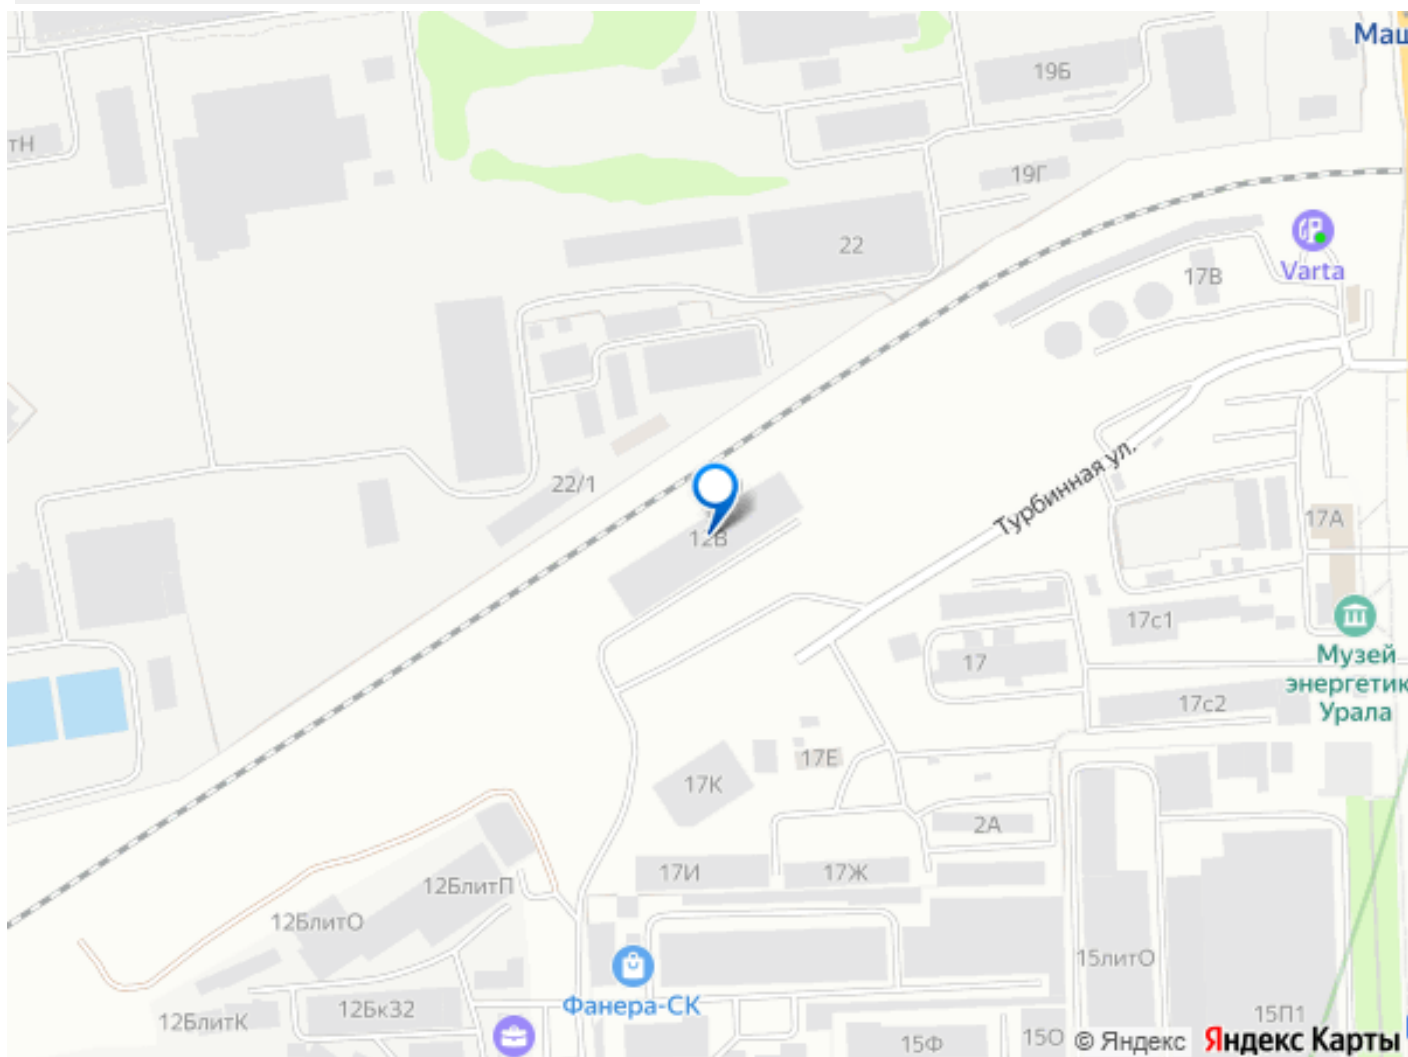 Маш
19Б
тН
19Г
22
17В
Varta
22/1
12В
Турбинная ул.
17А
17с1
17
Музей
энергетик
Урала
17с2
17Е
17К
2А
17И
17Ж
12БлитП
12БлитО
15литО
Фанера-СК
12Бк32
12БлитК
15П1
15Ф
15О
© Яндекс
Яндекс Карты